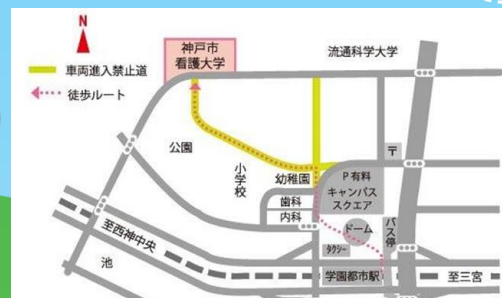 N
車両進入禁止道
徒歩ルート
神戸市
看護大学
流通科学大学
公園
小学校
幼稚園
歯科
内科
〒
P有料
キャンパス
スクエア
ドーム
バス停
タクシー
学園都市駅
至西神中央
至三宮
池